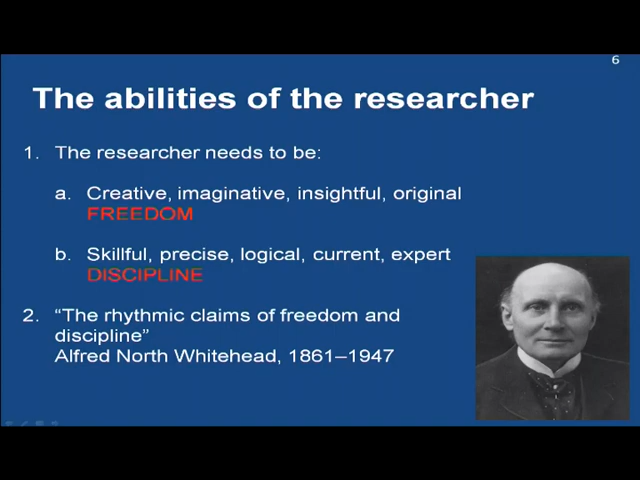 6
The abilities of the researcher
1. The researcher needs to be:
a. Creative, imaginative, insightful, original
FREEDOM
b. Skillful, precise, logical, current, expert
DISCIPLINE
2. “The rhythmic claims of freedom and
discipline”
Alfred North Whitehead, 1861–1947